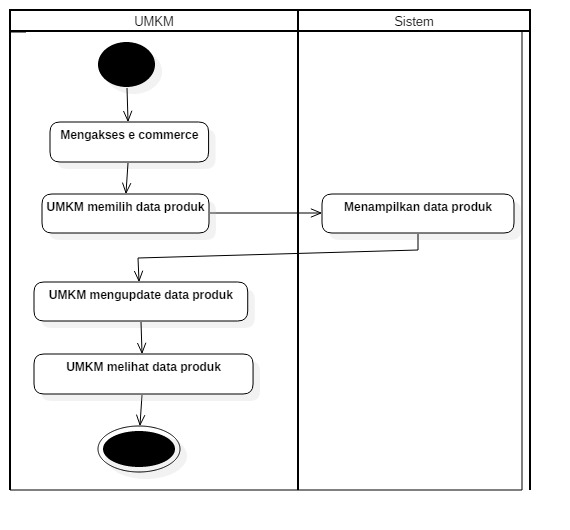 UMKM
Sistem
Mengakses e commerce
UMKM memilih data produk
Menampilkan data produk
UMKM mengupdate data produk
UMKM melihat data produk